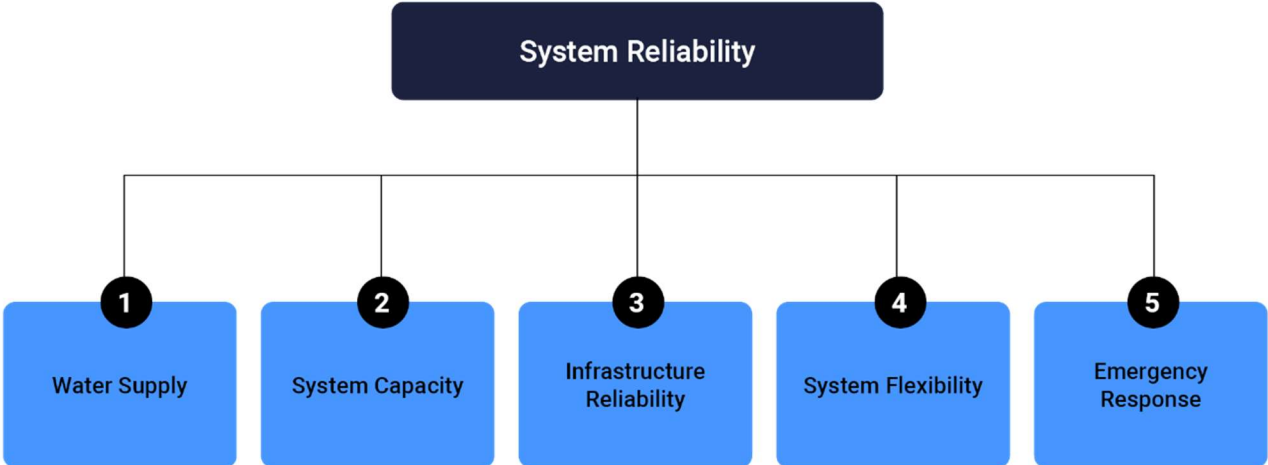 System Reliability
1
Water Supply
2
System Capacity
3
Infrastructure
Reliability
4
System Flexibility
5
Emergency
Response